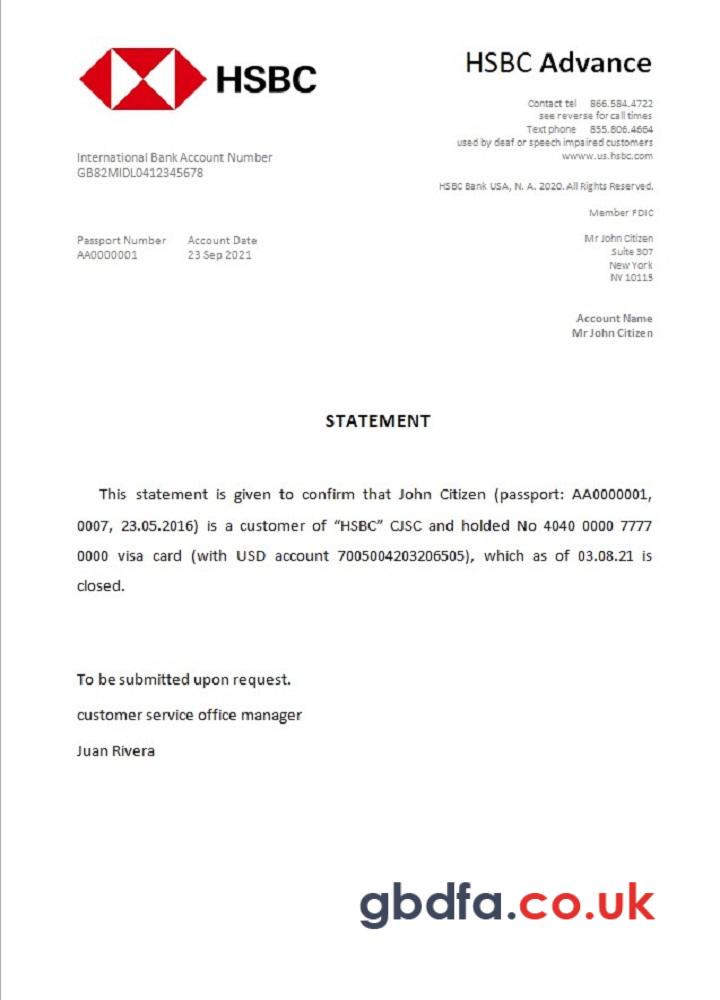 HSBC
HSBC Advance
Contact tel 866.584.4722
see reverse for call times
Text phone 855.806.4664
used by deaf or speech impaired customers
wwww.us.hsbc.com
International Bank Account Number
GB82MIDL0412345678
HSBC Bank USA, N. A. 2020. All Rights Reserved.
Member FDIC
Passport Number Account Date
AA0000001 23 Sep 2021
Mr John Citizen
Suite 307
New York
NY 10115
Account Name
Mr John Citizen
STATEMENT
This statement is given to confirm that John Citizen (passport: AA0000001,
0007, 23.05.2016) is a customer of “HSBC” CJSC and holded No 4040 0000 7777
0000 visa card (with USD account 7005004203206505), which as of 03.08.21 is
closed.
To be submitted upon request.
customer service office manager
Juan Rivera
gbdfa.co.uk